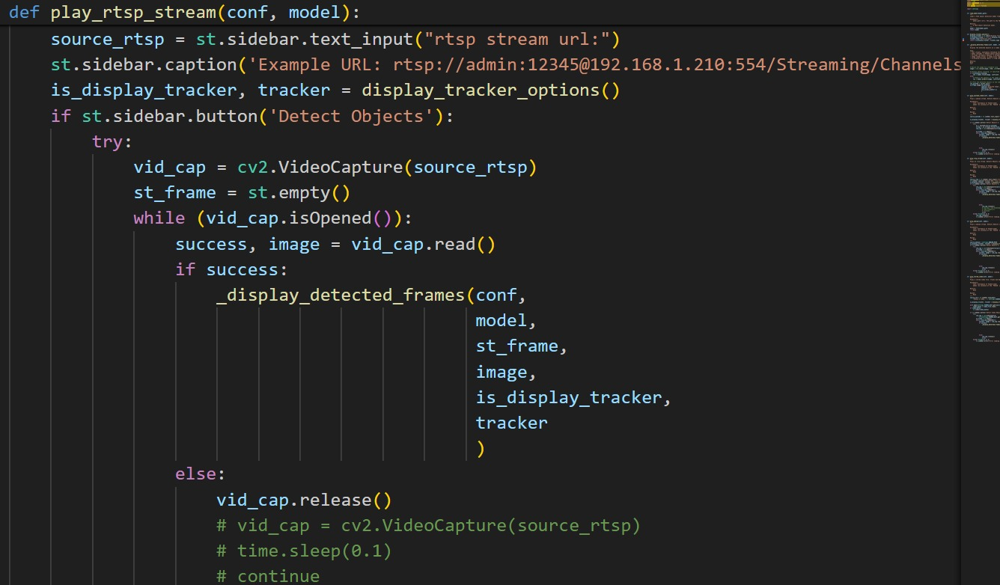 def play_rtsp_stream(conf, model):
    source_rtsp = st.sidebar.text_input("rtsp stream url:")
    st.sidebar.caption('Example URL: rtsp://admin:12345@192.168.1.210:554/Streaming/Channels
    is_display_tracker, tracker = display_tracker_options()
    if st.sidebar.button('Detect Objects'):
        try:
            vid_cap = cv2.VideoCapture(source_rtsp)
            st_frame = st.empty()
            while (vid_cap.isOpened()):
                success, image = vid_cap.read()
                if success:
                    _display_detected_frames(conf,
                                             model,
                                             st_frame,
                                             image,
                                             is_display_tracker,
                                             tracker
                                             )
                else:
                    vid_cap.release()
                    # vid_cap = cv2.VideoCapture(source_rtsp)
                    # time.sleep(0.1)
                    # continue